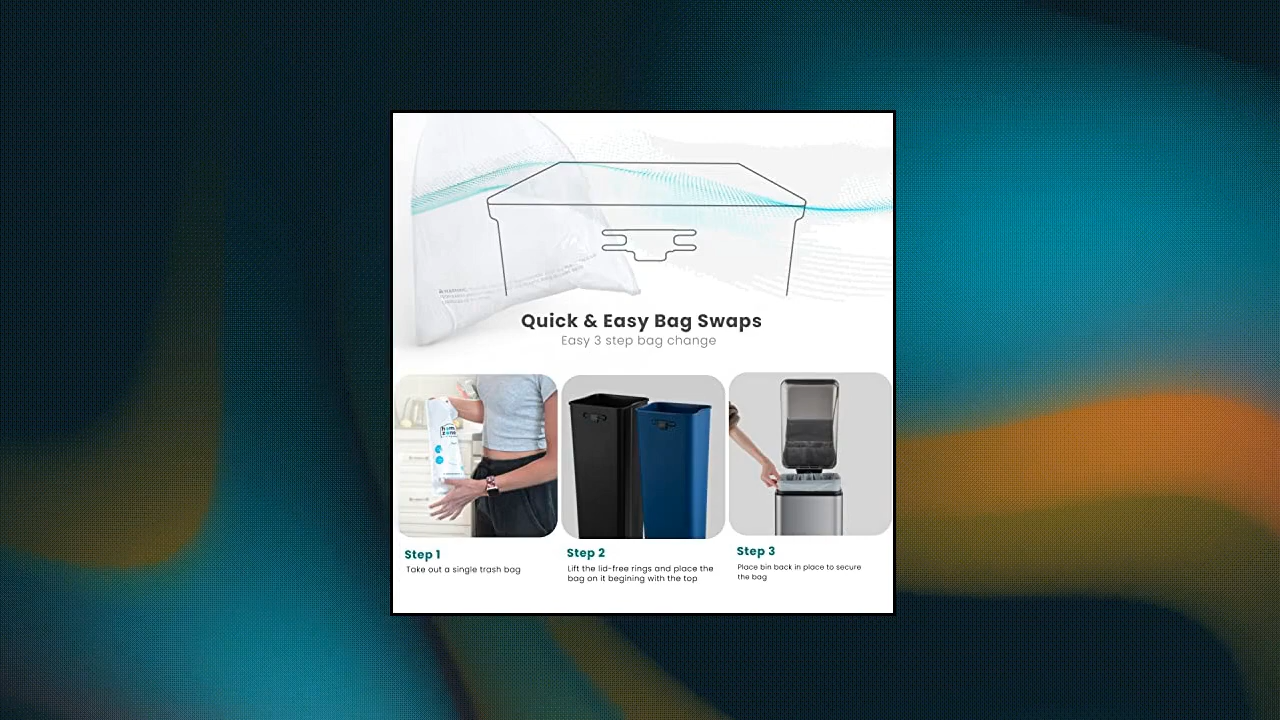 Quick & Easy Bag Swaps
Easy 3 step bag change
hom
zone
Step 1
Take out a single trash bag
Step 2
Lift the lid-free rings and place the
bag on it begining with the top
Step 3
Place bin back in place to secure
the bag